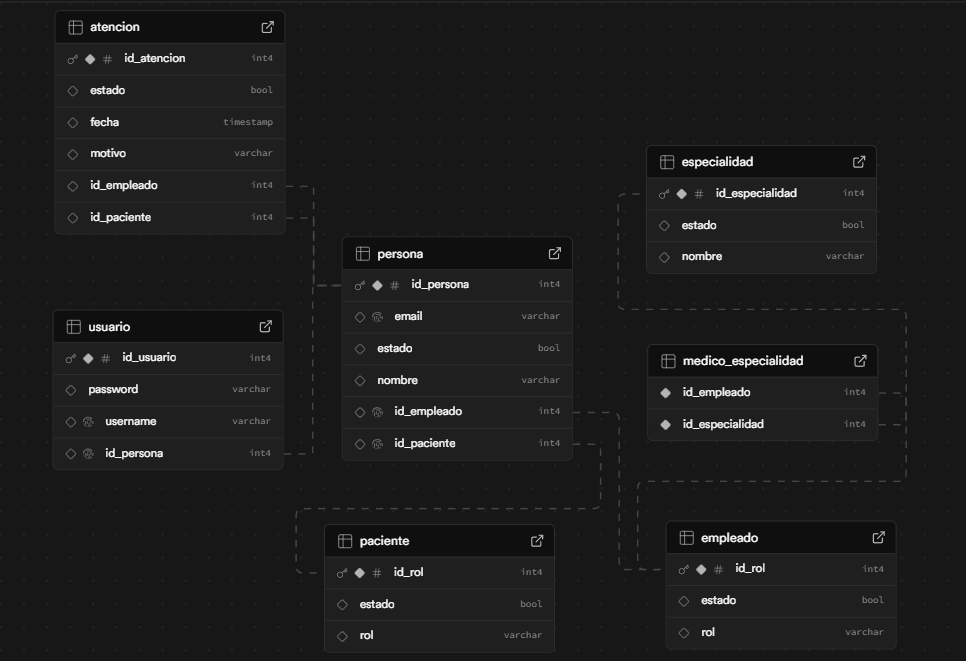 atencion
id_atencion int4
estado bool
fecha timestamp
motivo varchar
id_empleado int4
id_paciente int4
usuario
id_usuario int4
password varchar
username varchar
id_persona int4
persona
id_persona int4
email varchar
estado bool
nombre varchar
id_empleado int4
id_paciente int4
especialidad
id_especialidad int4
estado bool
nombre varchar
medico_especialidad
id_empleado int4
id_especialidad int4
paciente
id_rol int4
estado bool
rol varchar
empleado
id_rol int4
estado bool
rol varchar